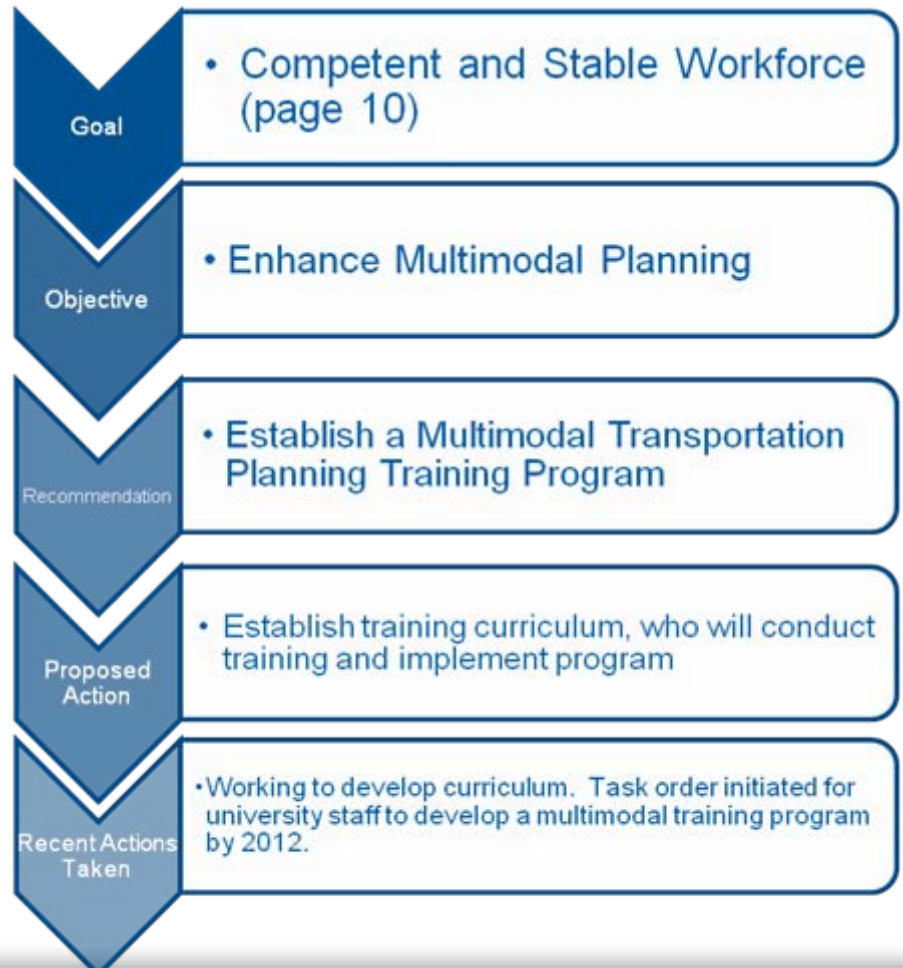 Goal
• Competent and Stable Workforce
(page 10)
Objective
• Enhance Multimodal Planning
Recommendation
• Establish a Multimodal Transportation
Planning Training Program
Proposed
Action
• Establish training curriculum, who will conduct
training and implement program
Recent Actions
Taken
• Working to develop curriculum. Task order initiated for
university staff to develop a multimodal training program
by 2012.